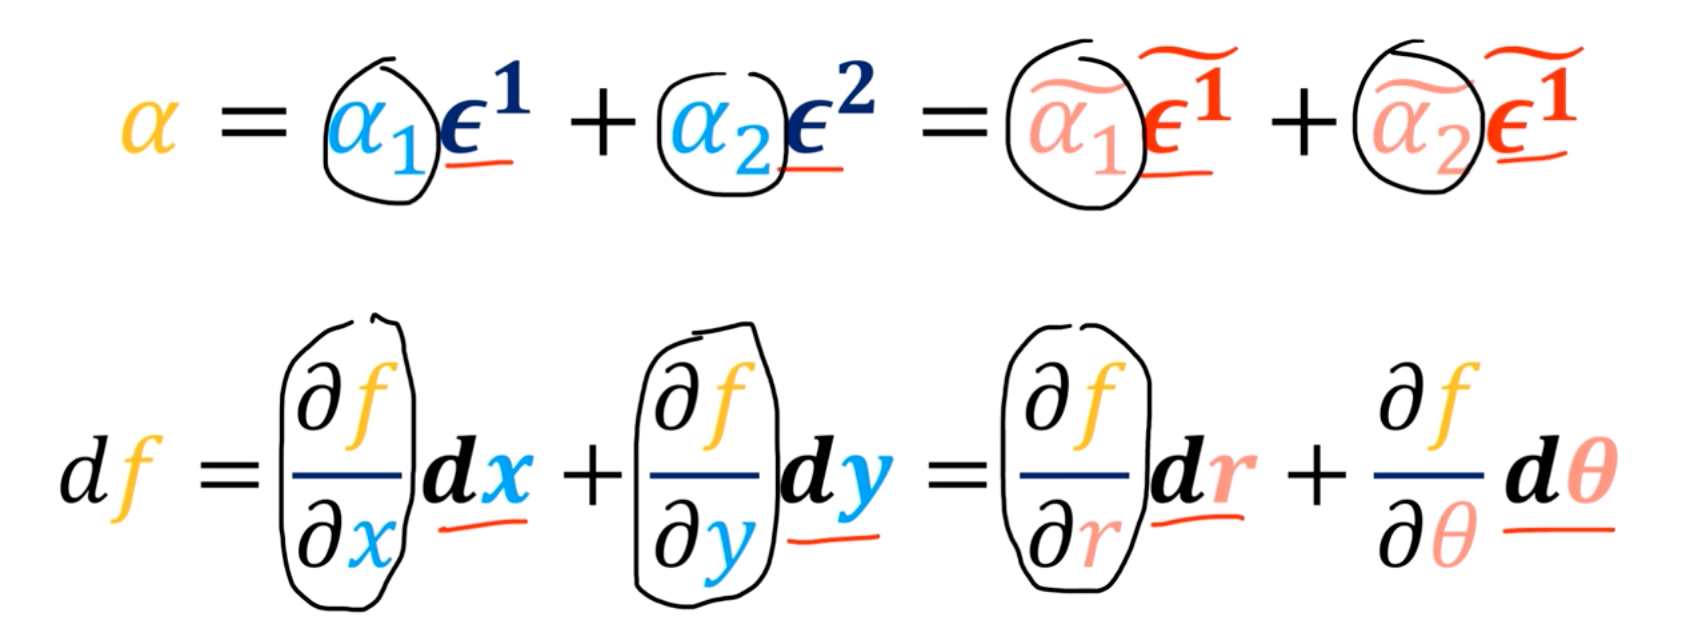 α = α₁ϵ¹ + α₂ϵ² = α̃₁ϵ̃¹ + α̃₂ϵ̃¹
df = ∂f/∂x dx + ∂f/∂y dy = ∂f/∂r dr + ∂f/∂θ dθ